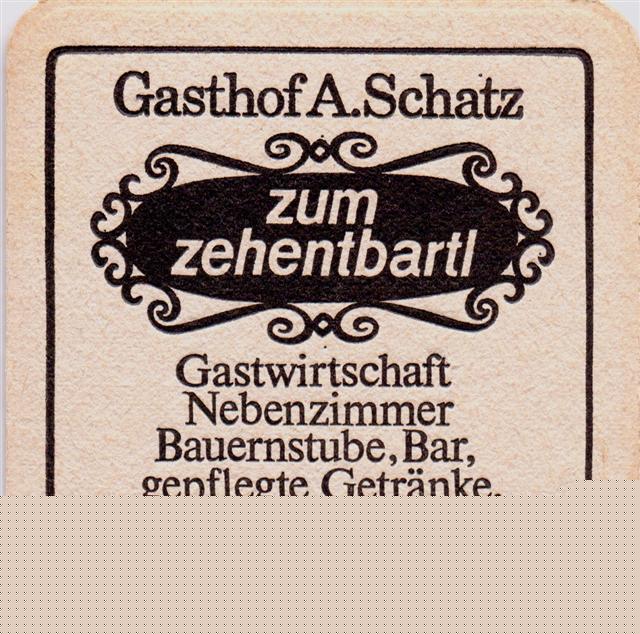 Gasthof A. Schatz
zum
zehentbartl
Gastwirtschaft
Nebenzimmer
Bauernstube, Bar,
gepflegte Getränke,